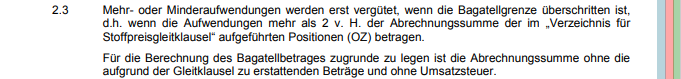 2.3 Mehr- oder Minderaufwendungen werden erst vergütet, wenn die Bagatellgrenze überschritten ist,
d.h. wenn die Aufwendungen mehr als 2 v. H. der Abrechnungssumme der im „Verzeichnis für
Stoffpreisgleitklausel“ aufgeführten Positionen (OZ) betragen.
Für die Berechnung des Bagatellbetrages zugrunde zu legen ist die Abrechnungssumme ohne die
aufgrund der Gleitklausel zu erstattenden Beträge und ohne Umsatzsteuer.